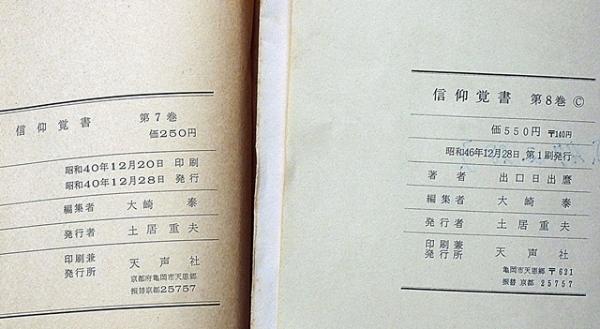 信仰覚書 第7巻
価250円
昭和40年12月20日 印刷
昭和40年12月28日 発行
編集者 大崎 泰
発行者 土居重夫
印刷兼
発行所 天声社
京都府亀岡市天恩郷
振替京都25757
信仰覚書 第8巻 ©
価550円 〒140円
昭和46年12月28日 第1刷発行
著者 出口日出麿
編集者 大崎 泰
発行者 土居重夫
印刷兼
発行所 天声社
亀岡市天恩郷 〒621
振替 京都 25757